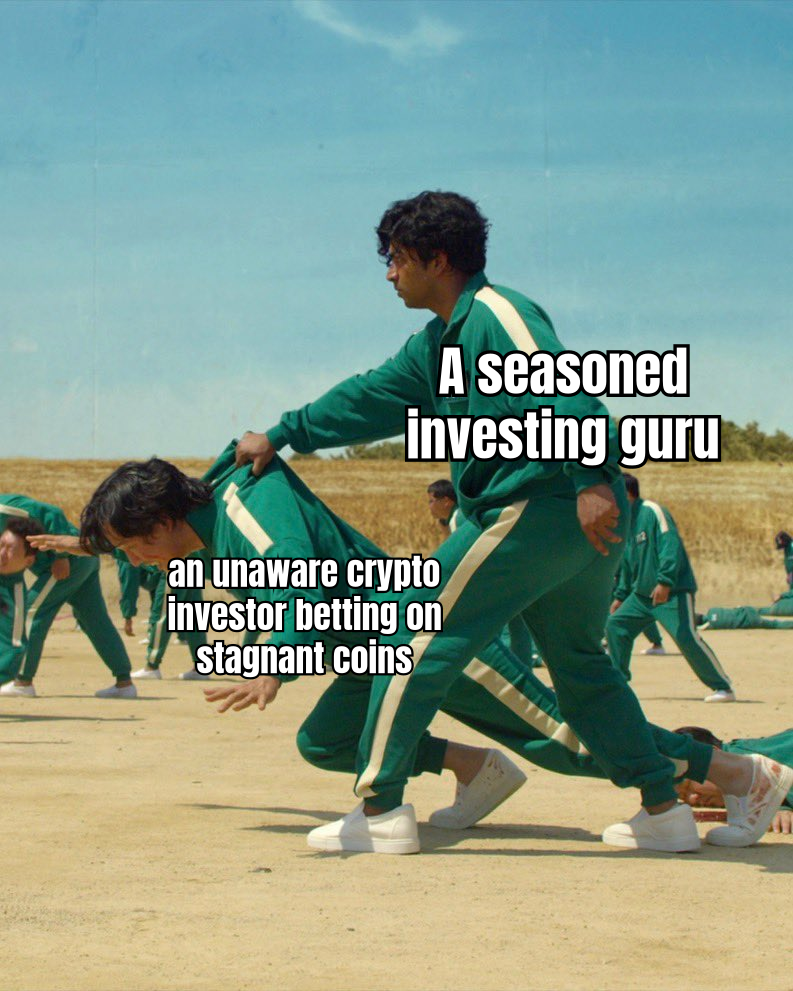 A seasoned
investing guru
an unaware crypto
investor betting on
stagnant coins